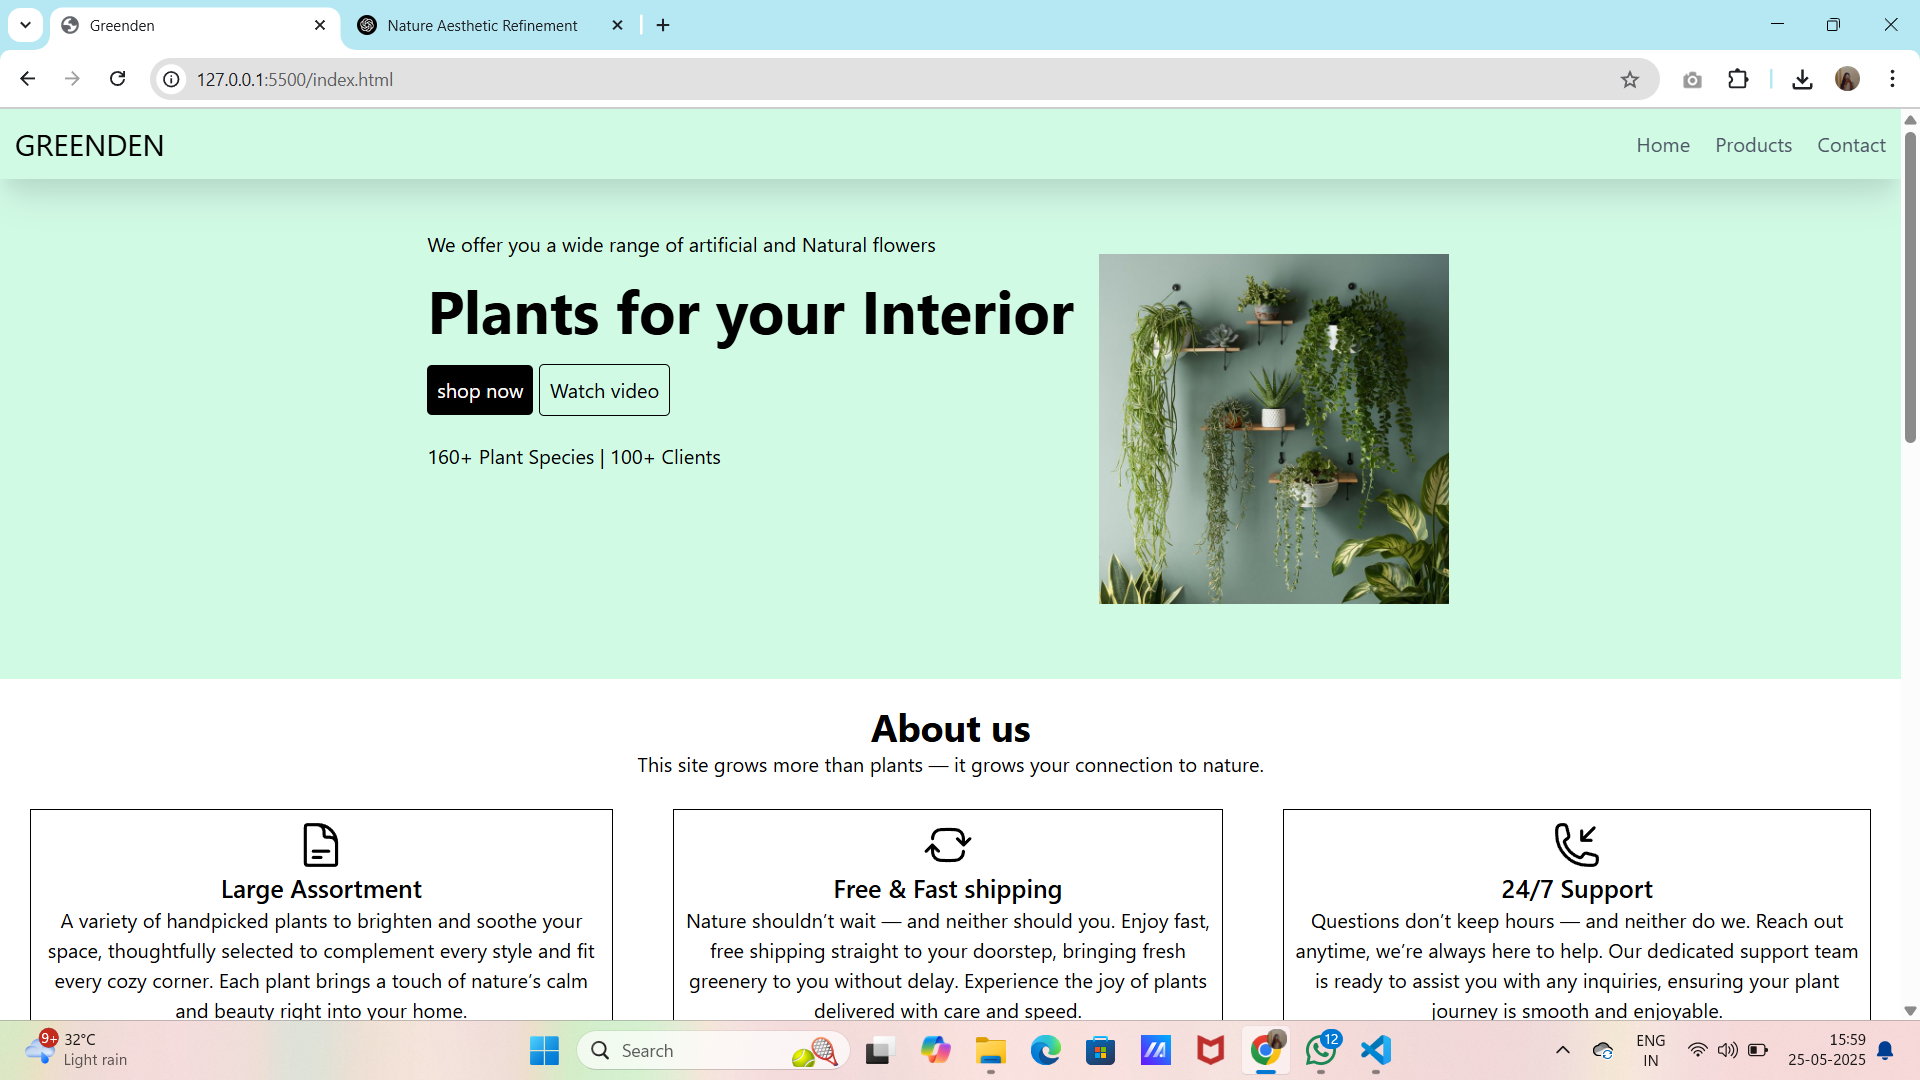 Greenden
Nature Aesthetic Refinement
127.0.0.1:5500/index.html
GREENDEN
Home
Products
Contact
We offer you a wide range of artificial and Natural flowers
Plants for your Interior
shop now
Watch video
160+ Plant Species | 100+ Clients
About us
This site grows more than plants — it grows your connection to nature.
Large Assortment
A variety of handpicked plants to brighten and soothe your
space, thoughtfully selected to complement every style and fit
every cozy corner. Each plant brings a touch of nature’s calm
and beauty right into your home.
Free & Fast shipping
Nature shouldn’t wait — and neither should you. Enjoy fast,
free shipping straight to your doorstep, bringing fresh
greenery to you without delay. Experience the joy of plants
delivered with care and speed.
24/7 Support
Questions don’t keep hours — and neither do we. Reach out
anytime, we’re always here to help. Our dedicated support team
is ready to assist you with any inquiries, ensuring your plant
journey is smooth and enjoyable.
9+
32°C
Light rain
Search
12
ENG
IN
15:59
25-05-2025